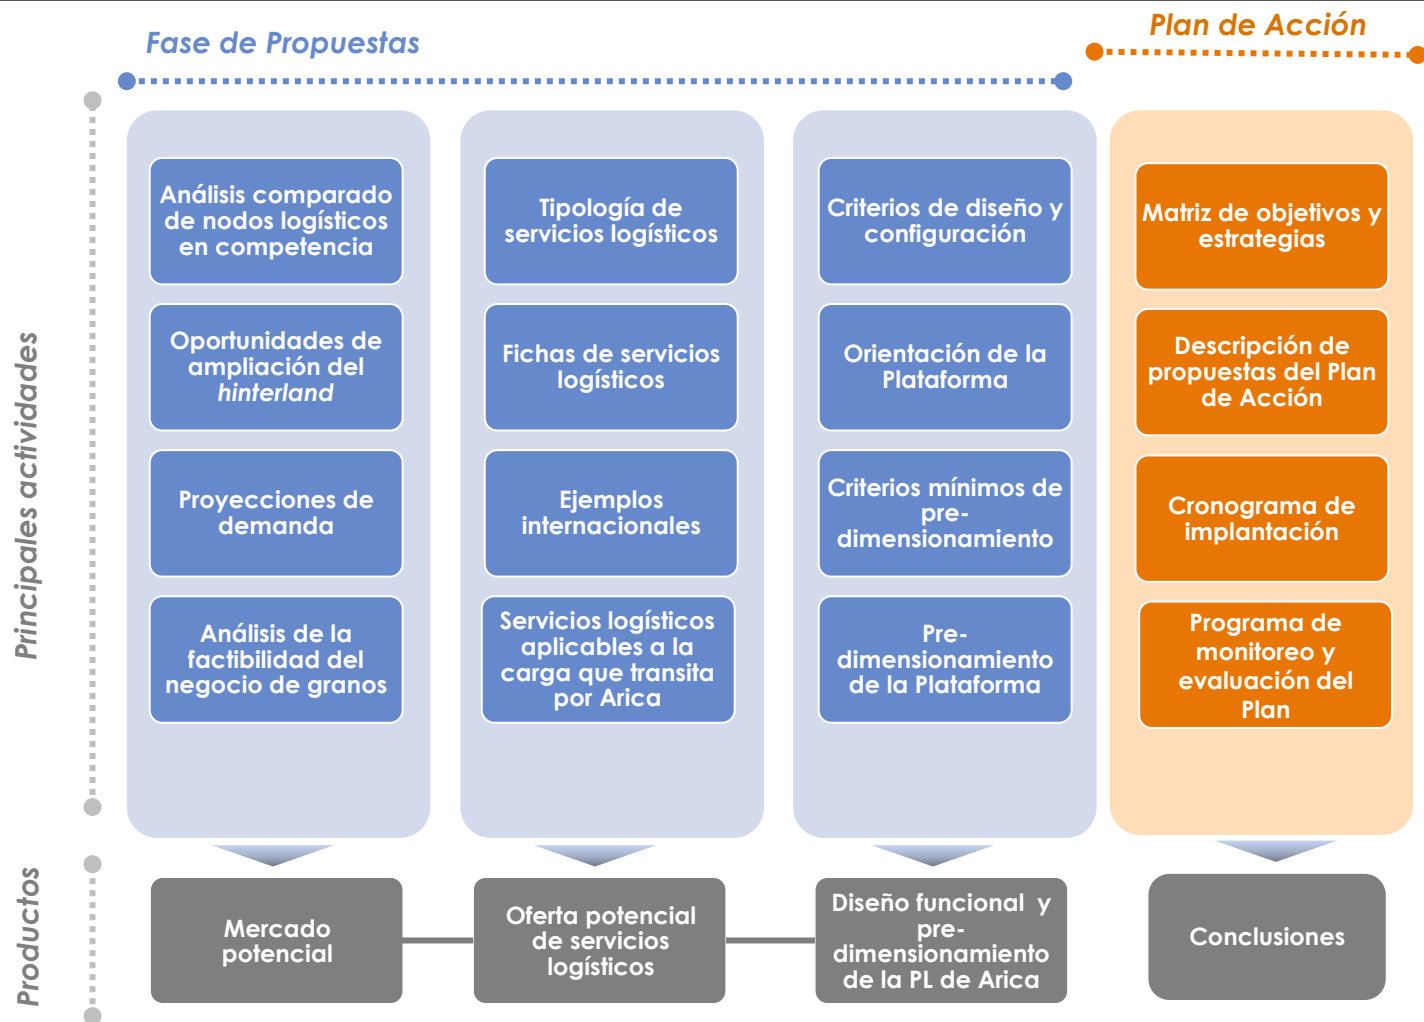 Fase de Propuestas
Plan de Acción
Principales actividades
Análisis comparado
de nodos logísticos
en competencia
Oportunidades de
ampliación del
hinterland
Proyecciones de
demanda
Análisis de la
factibilidad del
negocio de granos
Tipología de
servicios logísticos
Fichas de servicios
logísticos
Ejemplos
internacionales
Servicios logísticos
aplicables a la
carga que transita
por Arica
Criterios de diseño y
configuración
Orientación de la
Plataforma
Criterios mínimos de
pre-
dimensionamiento
Pre-
dimensionamiento
de la Plataforma
Matriz de objetivos y
estrategias
Descripción de
propuestas del Plan
de Acción
Cronograma de
implantación
Programa de
monitoreo y
evaluación del
Plan
Productos
Mercado
potencial
Oferta potencial
de servicios
logísticos
Diseño funcional y
pre-
dimensionamiento
de la PL de Arica
Conclusiones